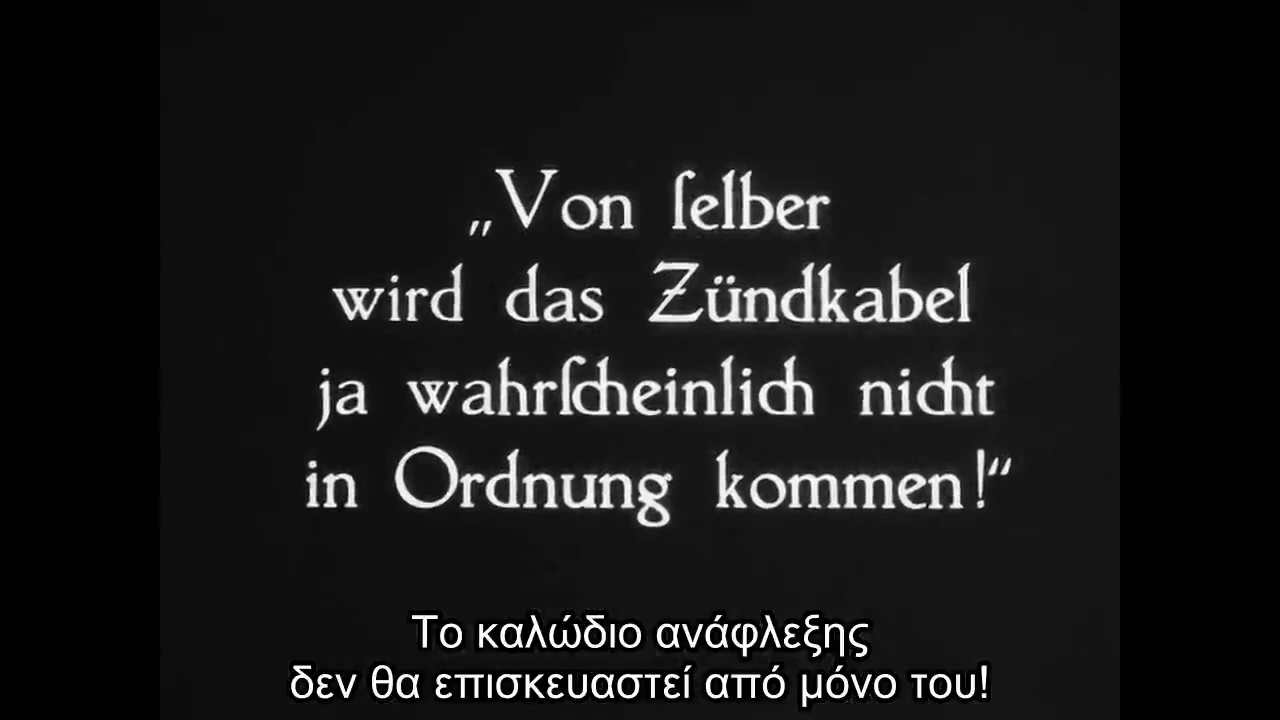 „Von ſelber
wird das Zündkabel
ja wahrſcheinlich nicht
in Ordnung kommen!“
Το καλώδιο ανάφλεξης
δεν θα επισκευαστεί από μόνο του!